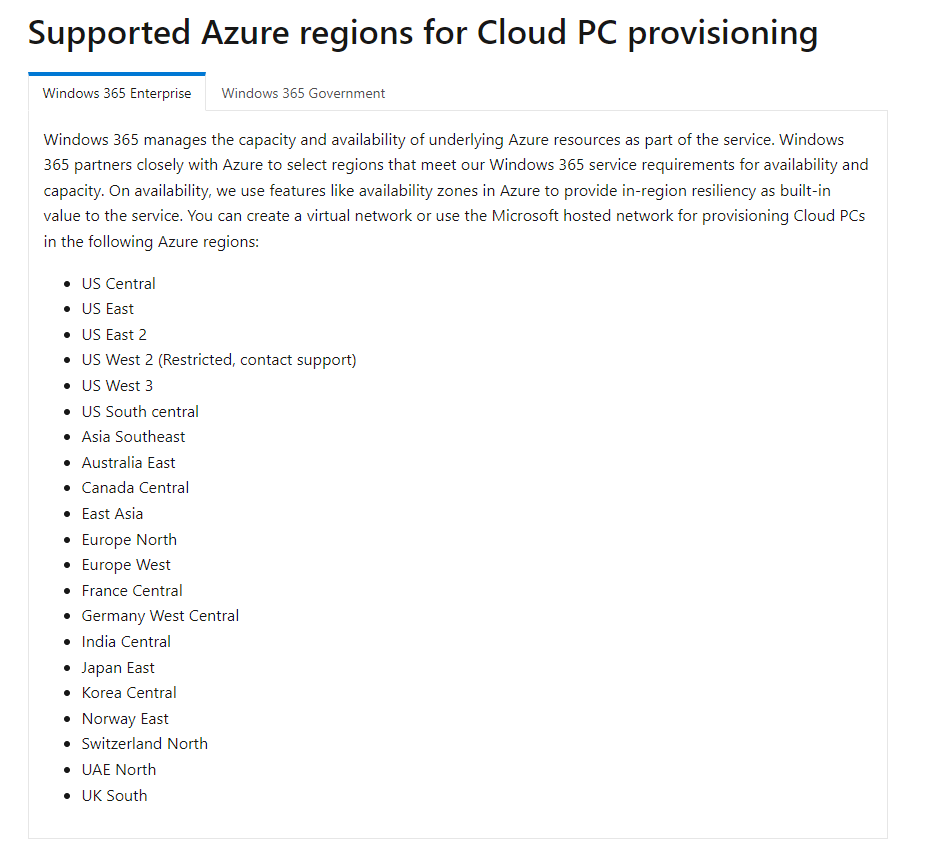 Supported Azure regions for Cloud PC provisioning
Windows 365 Enterprise
Windows 365 Government
Windows 365 manages the capacity and availability of underlying Azure resources as part of the service. Windows
365 partners closely with Azure to select regions that meet our Windows 365 service requirements for availability and
capacity. On availability, we use features like availability zones in Azure to provide in-region resiliency as built-in
value to the service. You can create a virtual network or use the Microsoft hosted network for provisioning Cloud PCs
in the following Azure regions:
• US Central
• US East
• US East 2
• US West 2 (Restricted, contact support)
• US West 3
• US South central
• Asia Southeast
• Australia East
• Canada Central
• East Asia
• Europe North
• Europe West
• France Central
• Germany West Central
• India Central
• Japan East
• Korea Central
• Norway East
• Switzerland North
• UAE North
• UK South